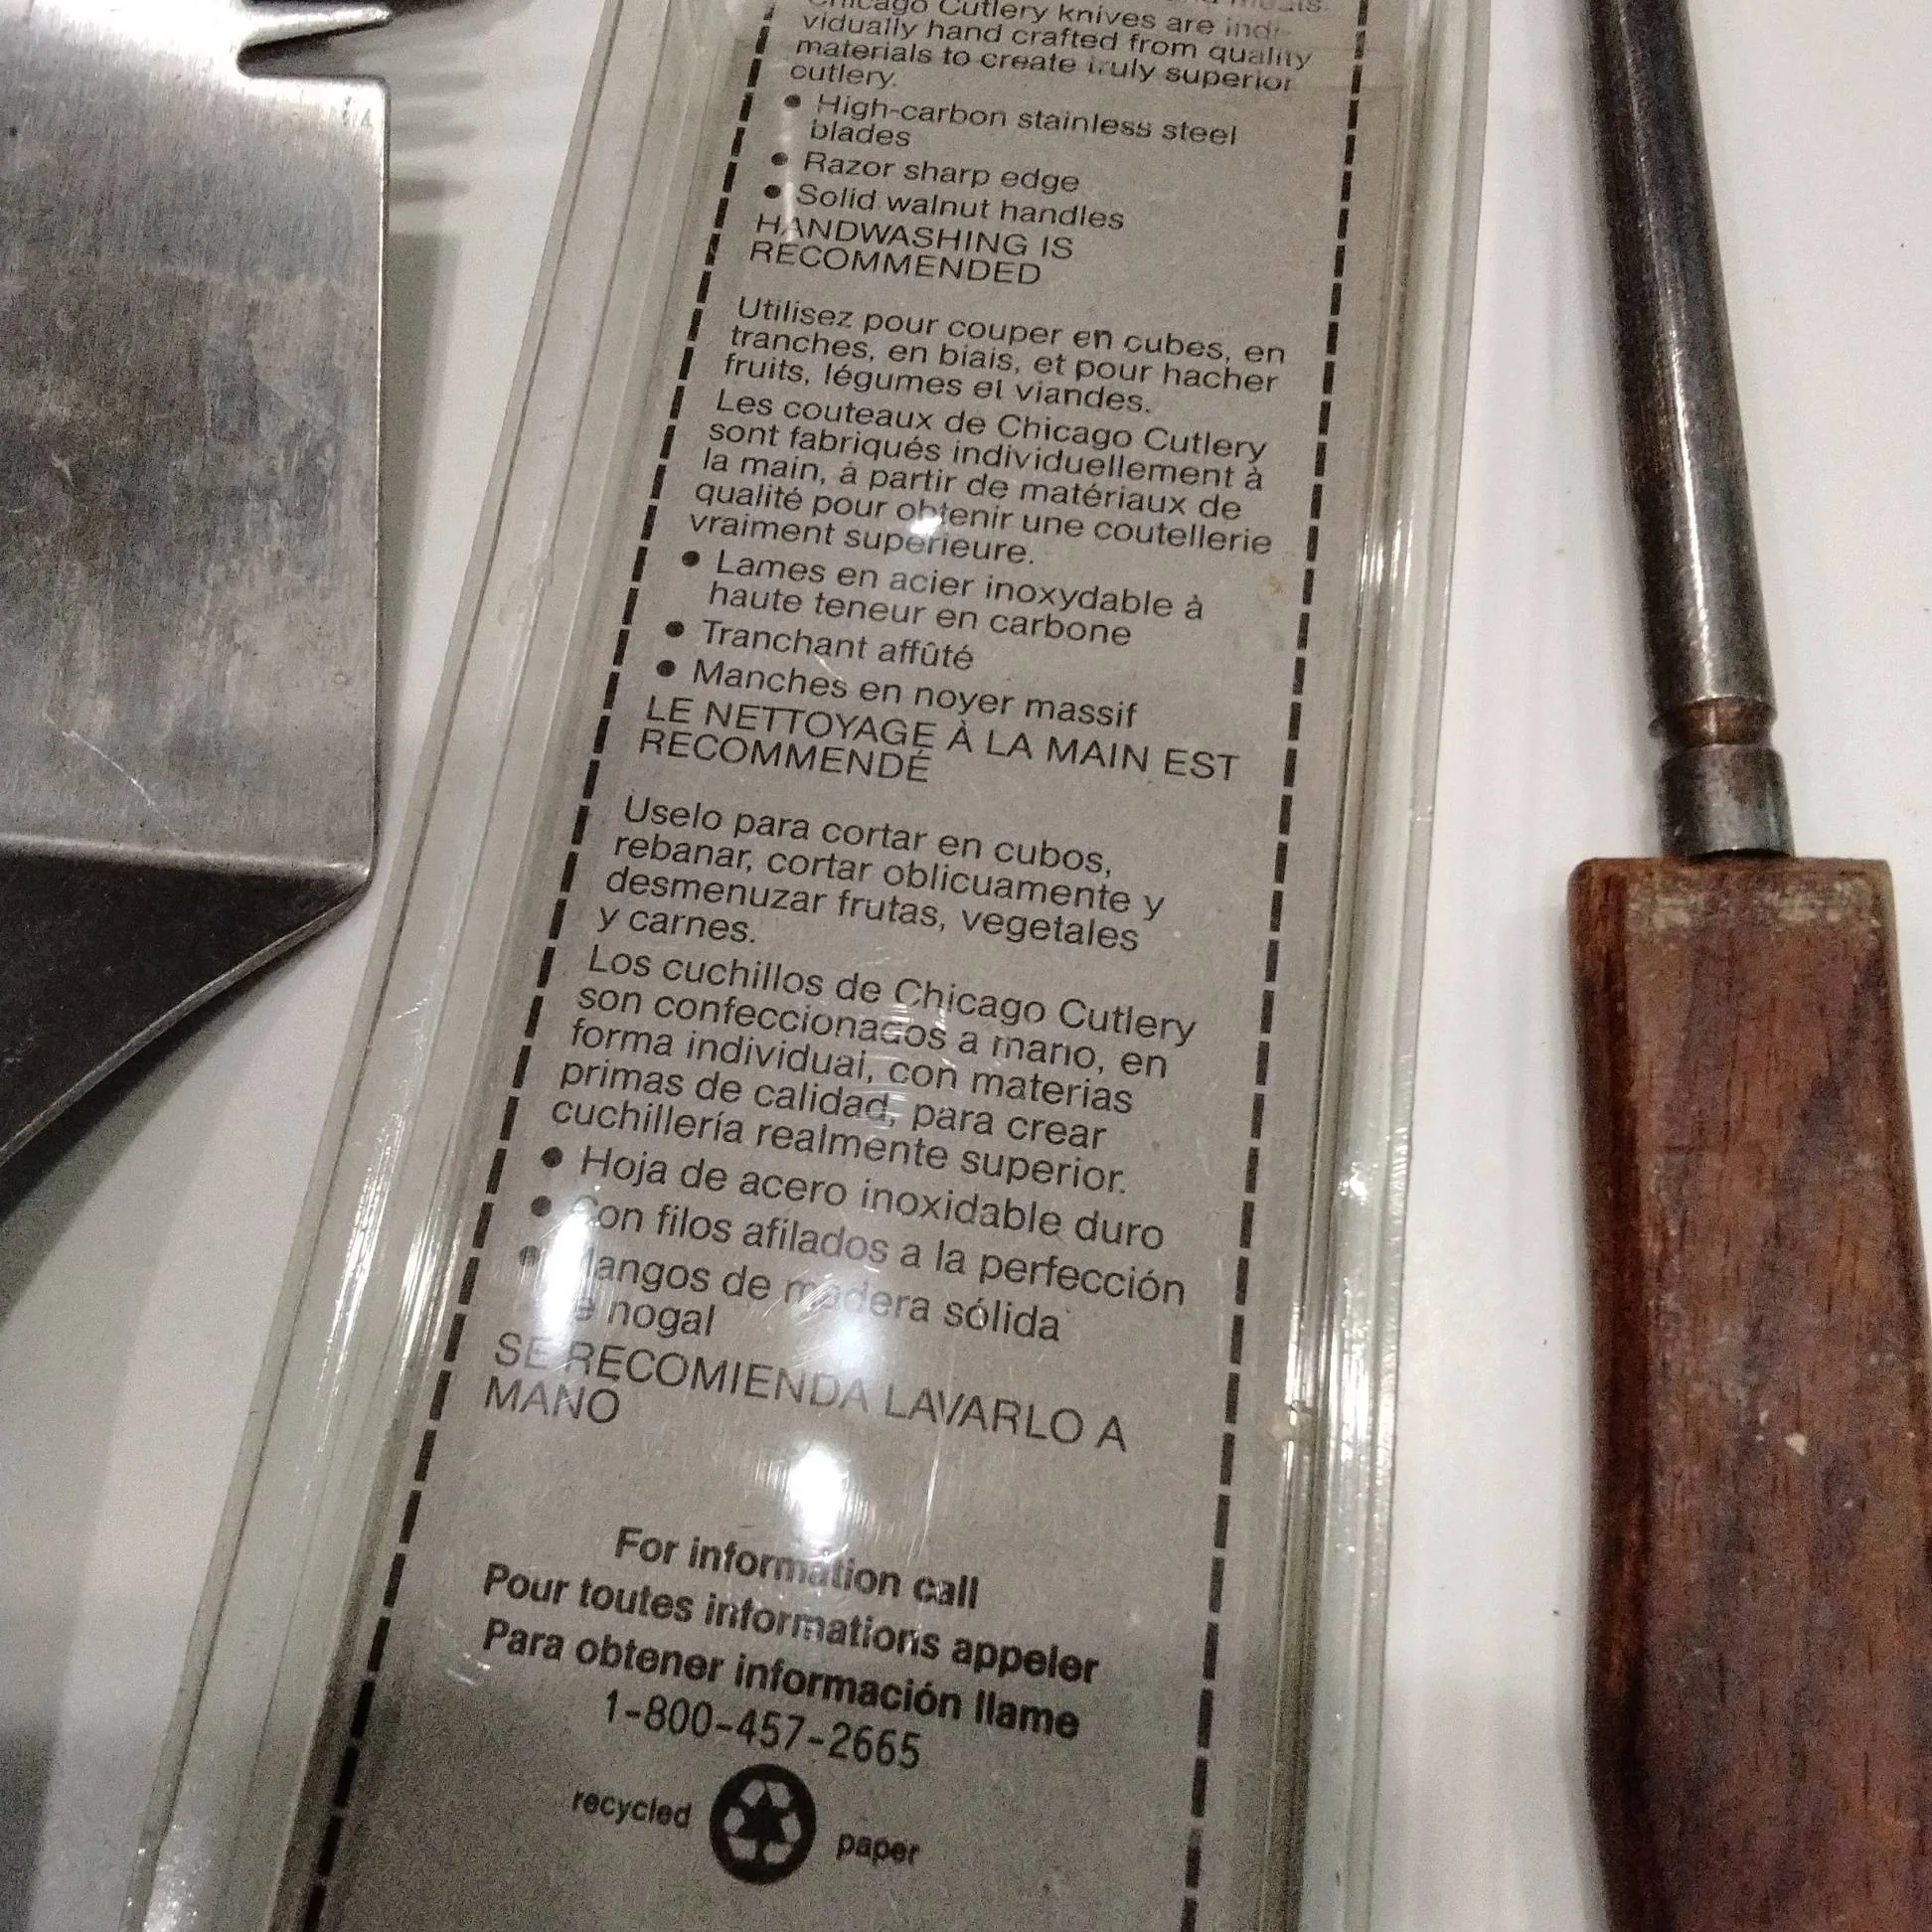 Chicago Cutlery knives are indi-
vidually hand crafted from quality
materials to create truly superior
cutlery.
• High-carbon stainless steel
blades
• Razor sharp edge
• Solid walnut handles
HANDWASHING IS
RECOMMENDED
Utilisez pour couper en cubes, en
tranches, en biais, et pour hacher
fruits, légumes et viandes.
Les couteaux de Chicago Cutlery
sont fabriqués individuellement à
la main, à partir de matériaux de
qualité pour obtenir une coutellerie
vraiment supérieure.
• Lames en acier inoxydable à
haute teneur en carbone
• Tranchant affûté
• Manches en noyer massif
LE NETTOYAGE À LA MAIN EST
RECOMMENDÉ
Uselo para cortar en cubos,
rebanar, cortar oblicuamente y
desmenuzar frutas, vegetales
y carnes.
Los cuchillos de Chicago Cutlery
son confeccionados a mano, en
forma individual, con materias
primas de calidad, para crear
cuchillería realmente superior.
• Hoja de acero inoxidable duro
• Con filos afilados a la perfección
• Mangos de madera sólida
de nogal
SE RECOMIENDA LAVARLO A
MANO
For information call
Pour toutes informations appeler
Para obtener información llame
1-800-457-2665
recycled paper